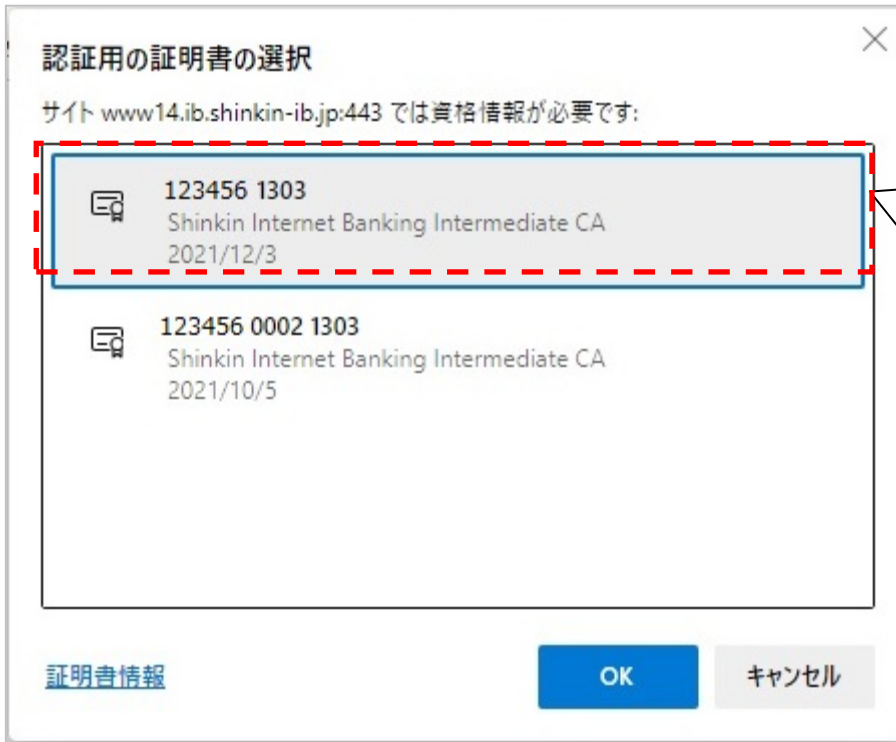 認証用の証明書の選択
サイト www14.ib.shinkin-ib.jp:443 では資格情報が必要です:
123456 1303
Shinkin Internet Banking Intermediate CA
2021/12/3
123456 0002 1303
Shinkin Internet Banking Intermediate CA
2021/10/5
証明書情報
OK
キャンセル